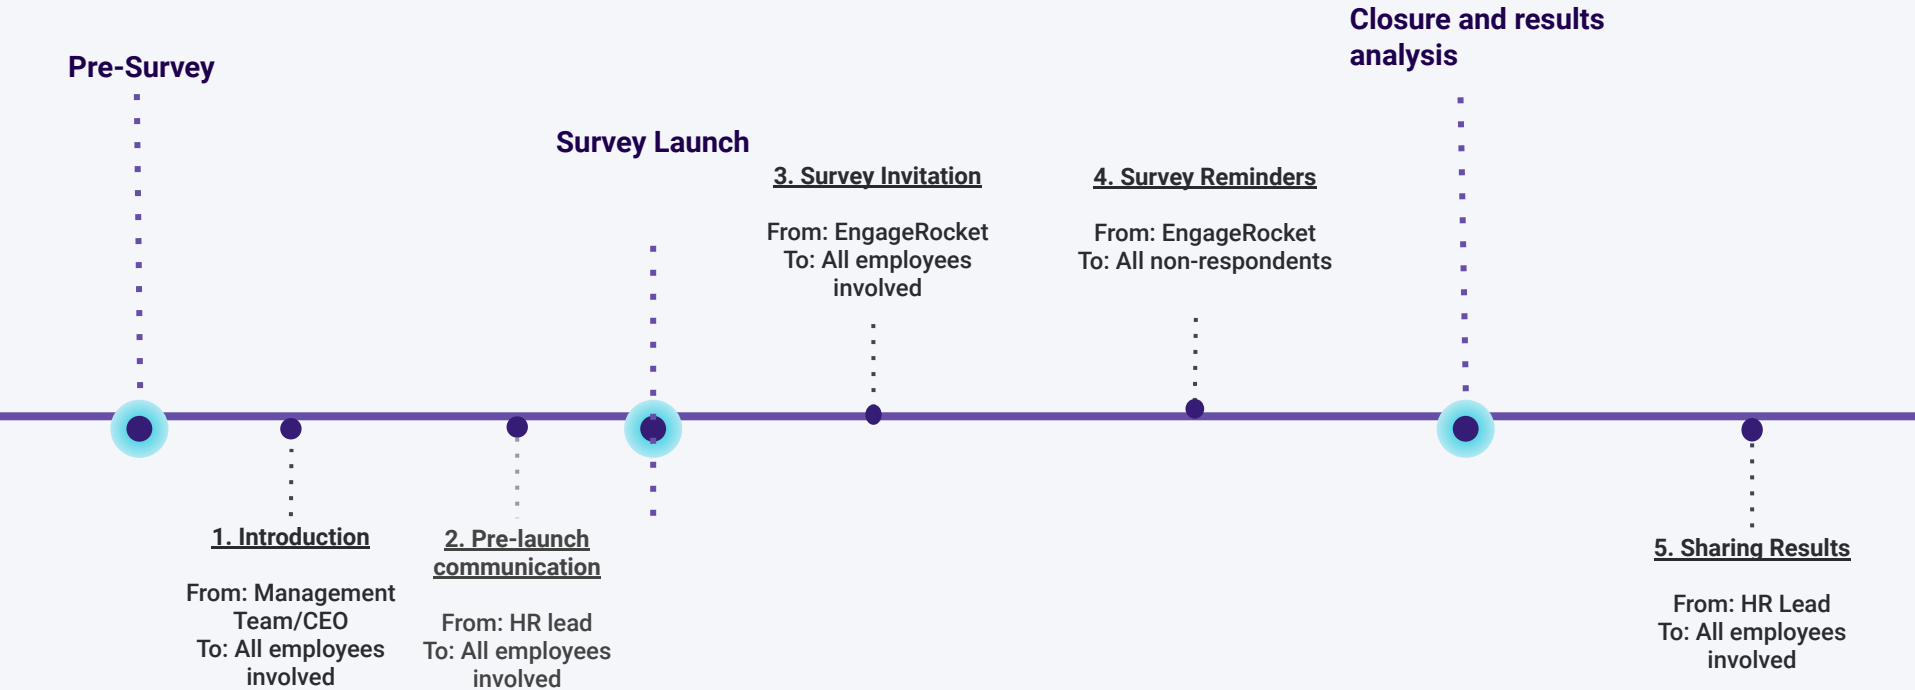 Pre-Survey
Survey Launch
Closure and results
analysis
3. Survey Invitation
From: EngageRocket
To: All employees
involved
4. Survey Reminders
From: EngageRocket
To: All non-respondents
1. Introduction
From: Management
Team/CEO
To: All employees
involved
2. Pre-launch
communication
From: HR lead
To: All employees
involved
5. Sharing Results
From: HR Lead
To: All employees
involved